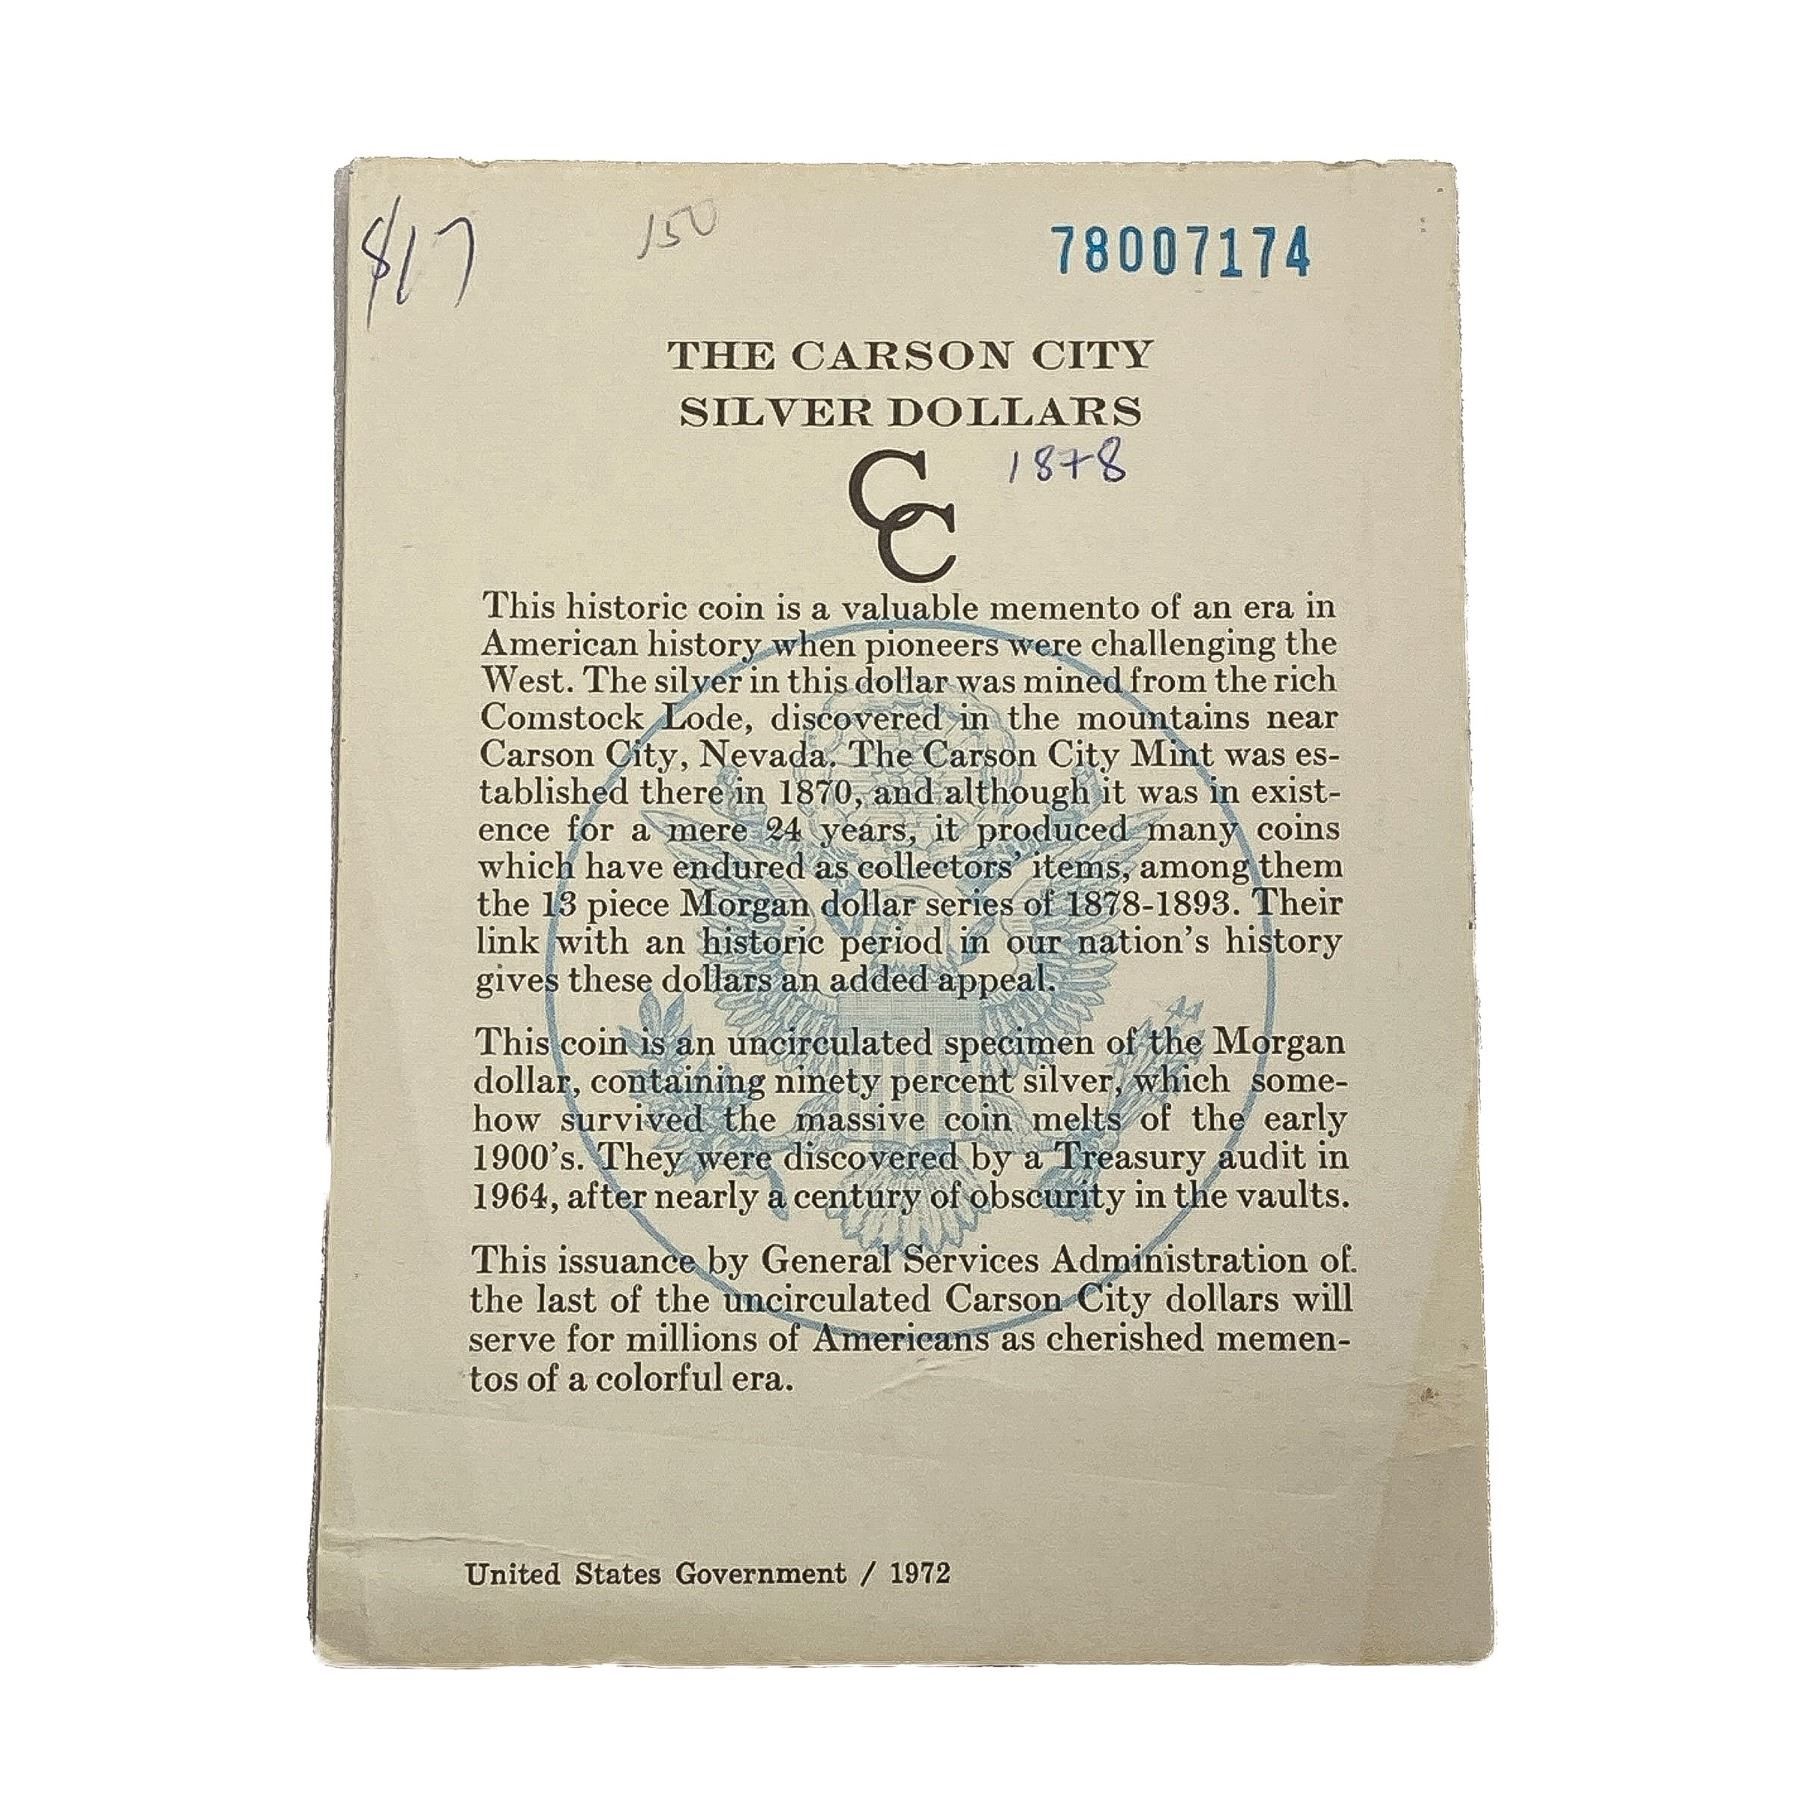 $17 150 78007174
THE CARSON CITY
SILVER DOLLARS
CC 1878
This historic coin is a valuable memento of an era in
American history when pioneers were challenging the
West. The silver in this dollar was mined from the rich
Comstock Lode, discovered in the mountains near
Carson City, Nevada. The Carson City Mint was es-
tablished there in 1870, and although it was in exist-
ence for a mere 24 years, it produced many coins
which have endured as collectors' items, among them
the 13 piece Morgan dollar series of 1878-1893. Their
link with an historic period in our nation's history
gives these dollars an added appeal.
This coin is an uncirculated specimen of the Morgan
dollar, containing ninety percent silver, which some-
how survived the massive coin melts of the early
1900's. They were discovered by a Treasury audit in
1964, after nearly a century of obscurity in the vaults.
This issuance by General Services Administration of
the last of the uncirculated Carson City dollars will
serve for millions of Americans as cherished memen-
tos of a colorful era.
United States Government / 1972